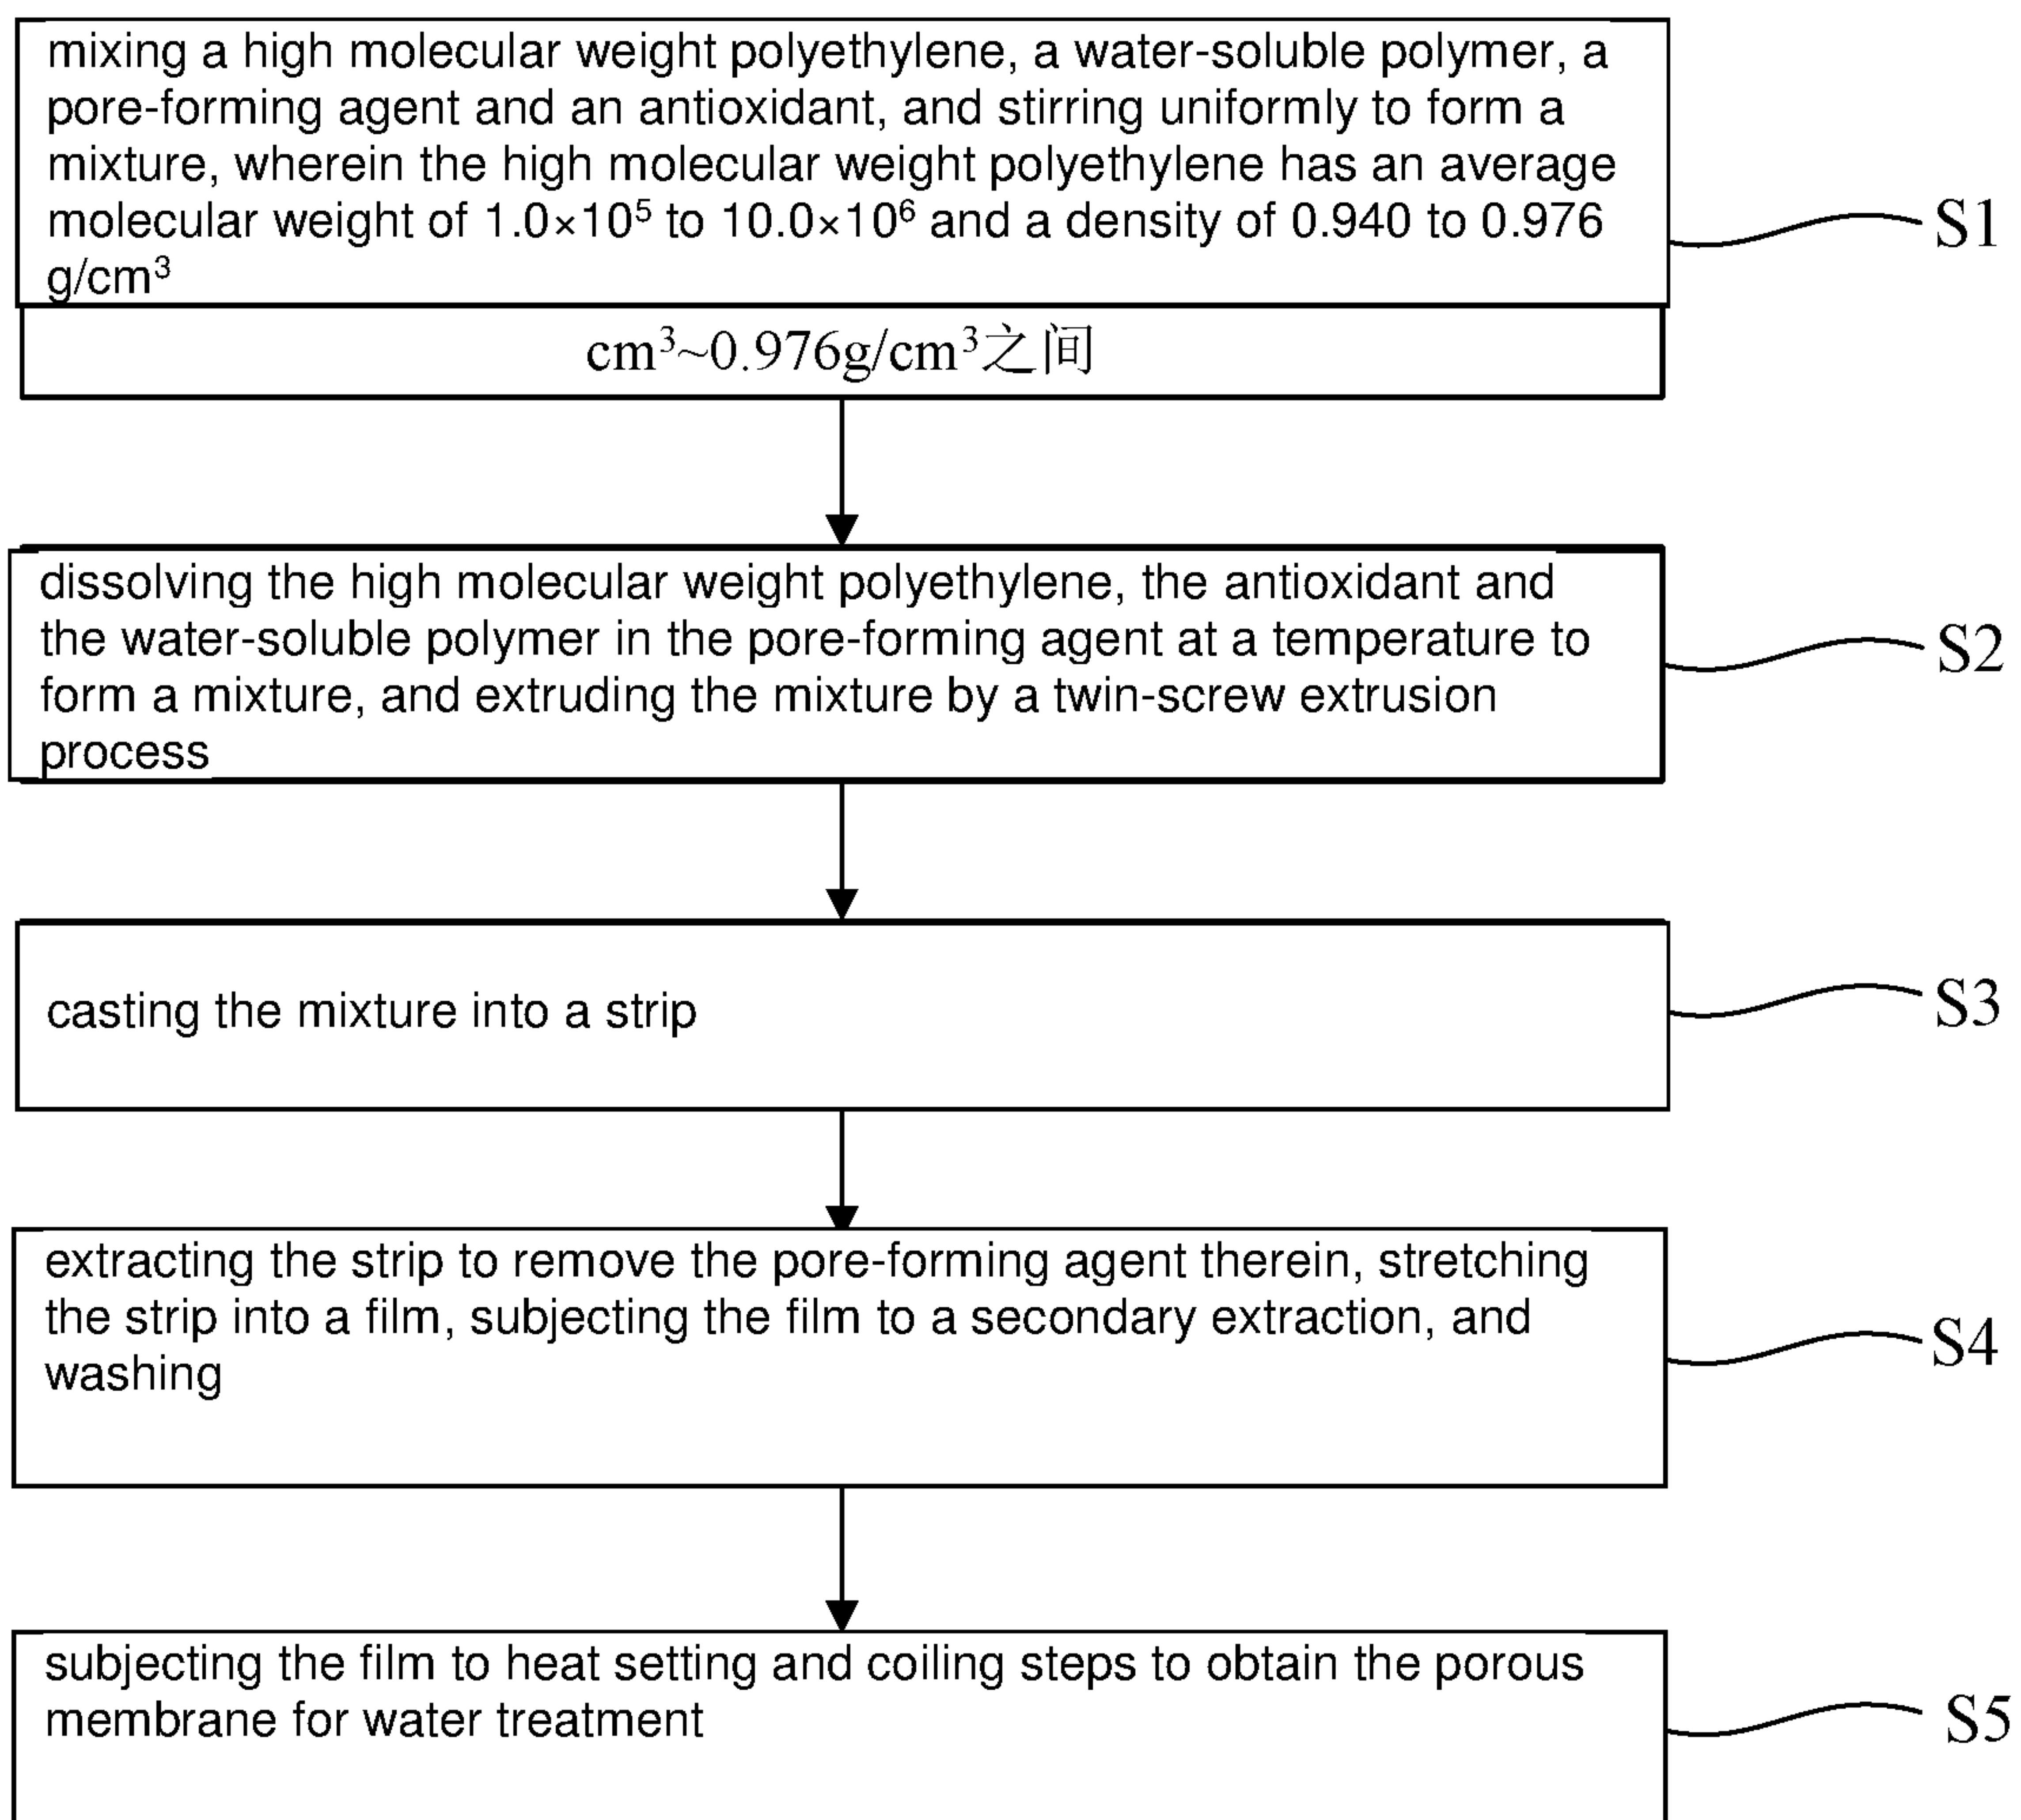 mixing a high molecular weight polyethylene, a water-soluble polymer, a
pore-forming agent and an antioxidant, and stirring uniformly to form a
mixture, wherein the high molecular weight polyethylene has an average
molecular weight of 1.0×10⁵ to 10.0×10⁶ and a density of 0.940 to 0.976
g/cm³
S1
cm³~0.976g/cm³之间
dissolving the high molecular weight polyethylene, the antioxidant and
the water-soluble polymer in the pore-forming agent at a temperature to
form a mixture, and extruding the mixture by a twin-screw extrusion
process
S2
casting the mixture into a strip
S3
extracting the strip to remove the pore-forming agent therein, stretching
the strip into a film, subjecting the film to a secondary extraction, and
washing
S4
subjecting the film to heat setting and coiling steps to obtain the porous
membrane for water treatment
S5